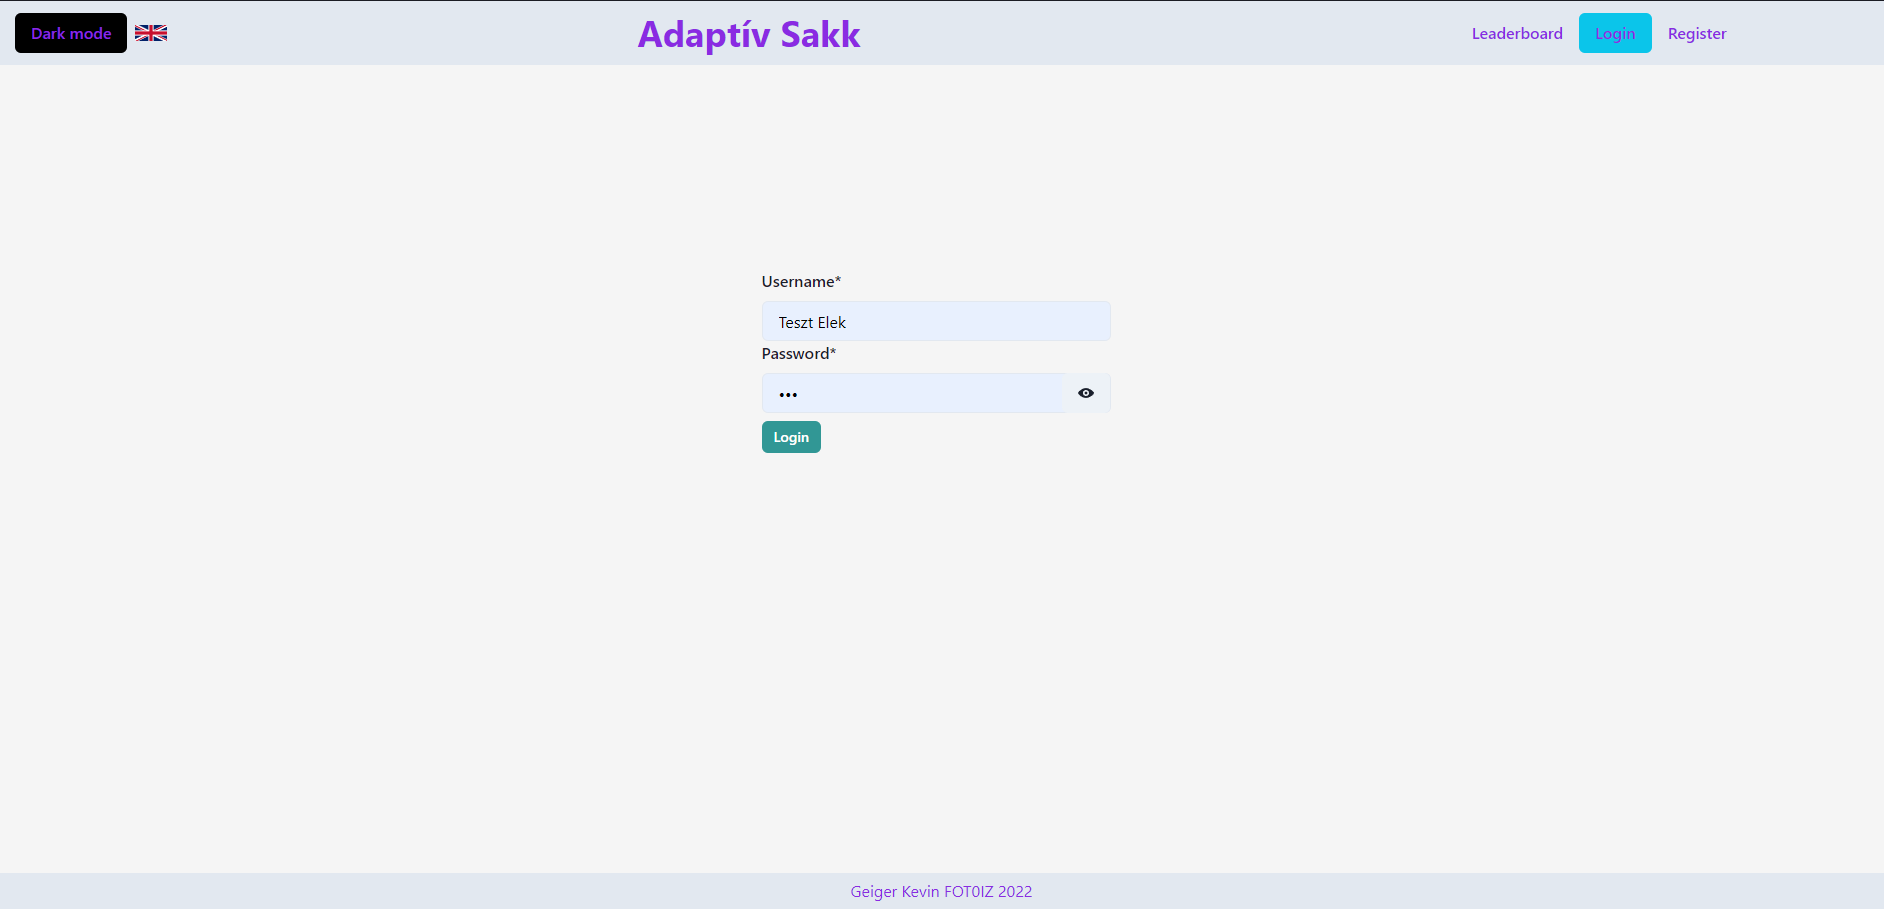 Dark mode
Adaptív Sakk
Leaderboard
Login
Register
Username*
Teszt Elek
Password*
•••
Login
Geiger Kevin FOT0IZ 2022